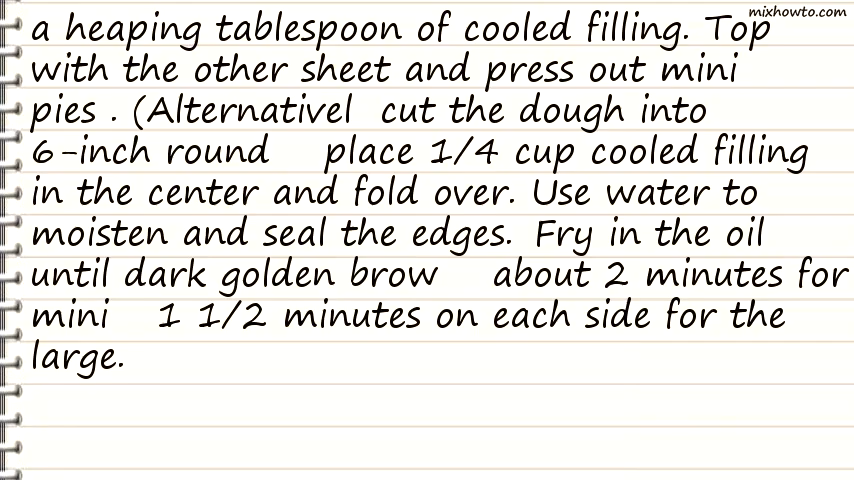 mixhowto.com
a heaping tablespoon of cooled filling. Top
with the other sheet and press out mini
pies . (Alternativel cut the dough into
6-inch round place 1/4 cup cooled filling
in the center and fold over. Use water to
moisten and seal the edges. Fry in the oil
until dark golden brow about 2 minutes for
mini 1 1/2 minutes on each side for the
large.